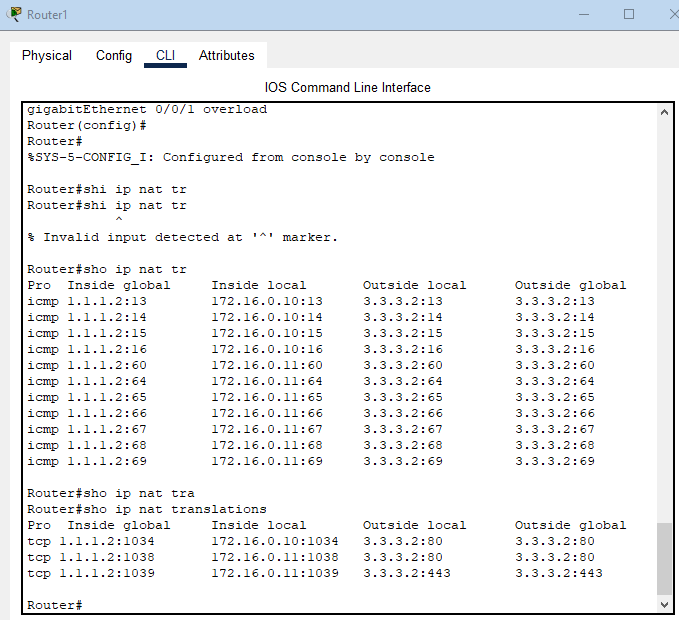 Router1
Physical Config CLI Attributes
IOS Command Line Interface
gigabitEthernet 0/0/1 overload
Router(config)#
Router#
%SYS-5-CONFIG_I: Configured from console by console
Router#shi ip nat tr
Router#shi ip nat tr
^
% Invalid input detected at '^' marker.
Router#sho ip nat tr
Pro Inside global Inside local Outside local Outside global
icmp 1.1.1.2:13 172.16.0.10:13 3.3.3.2:13 3.3.3.2:13
icmp 1.1.1.2:14 172.16.0.10:14 3.3.3.2:14 3.3.3.2:14
icmp 1.1.1.2:15 172.16.0.10:15 3.3.3.2:15 3.3.3.2:15
icmp 1.1.1.2:16 172.16.0.10:16 3.3.3.2:16 3.3.3.2:16
icmp 1.1.1.2:60 172.16.0.11:60 3.3.3.2:60 3.3.3.2:60
icmp 1.1.1.2:64 172.16.0.11:64 3.3.3.2:64 3.3.3.2:64
icmp 1.1.1.2:65 172.16.0.11:65 3.3.3.2:65 3.3.3.2:65
icmp 1.1.1.2:66 172.16.0.11:66 3.3.3.2:66 3.3.3.2:66
icmp 1.1.1.2:67 172.16.0.11:67 3.3.3.2:67 3.3.3.2:67
icmp 1.1.1.2:68 172.16.0.11:68 3.3.3.2:68 3.3.3.2:68
icmp 1.1.1.2:69 172.16.0.11:69 3.3.3.2:69 3.3.3.2:69
Router#sho ip nat tra
Router#sho ip nat translations
Pro Inside global Inside local Outside local Outside global
tcp 1.1.1.2:1034 172.16.0.10:1034 3.3.3.2:80 3.3.3.2:80
tcp 1.1.1.2:1038 172.16.0.11:1038 3.3.3.2:80 3.3.3.2:80
tcp 1.1.1.2:1039 172.16.0.11:1039 3.3.3.2:443 3.3.3.2:443
Router#